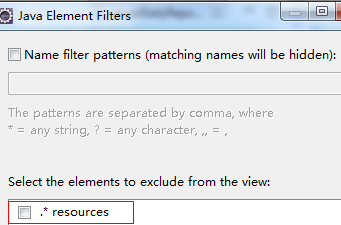 Java Element Filters
Name filter patterns (matching names will be hidden):
The patterns are separated by comma, where
* = any string, ? = any character, ,, = ,
Select the elements to exclude from the view:
.* resources